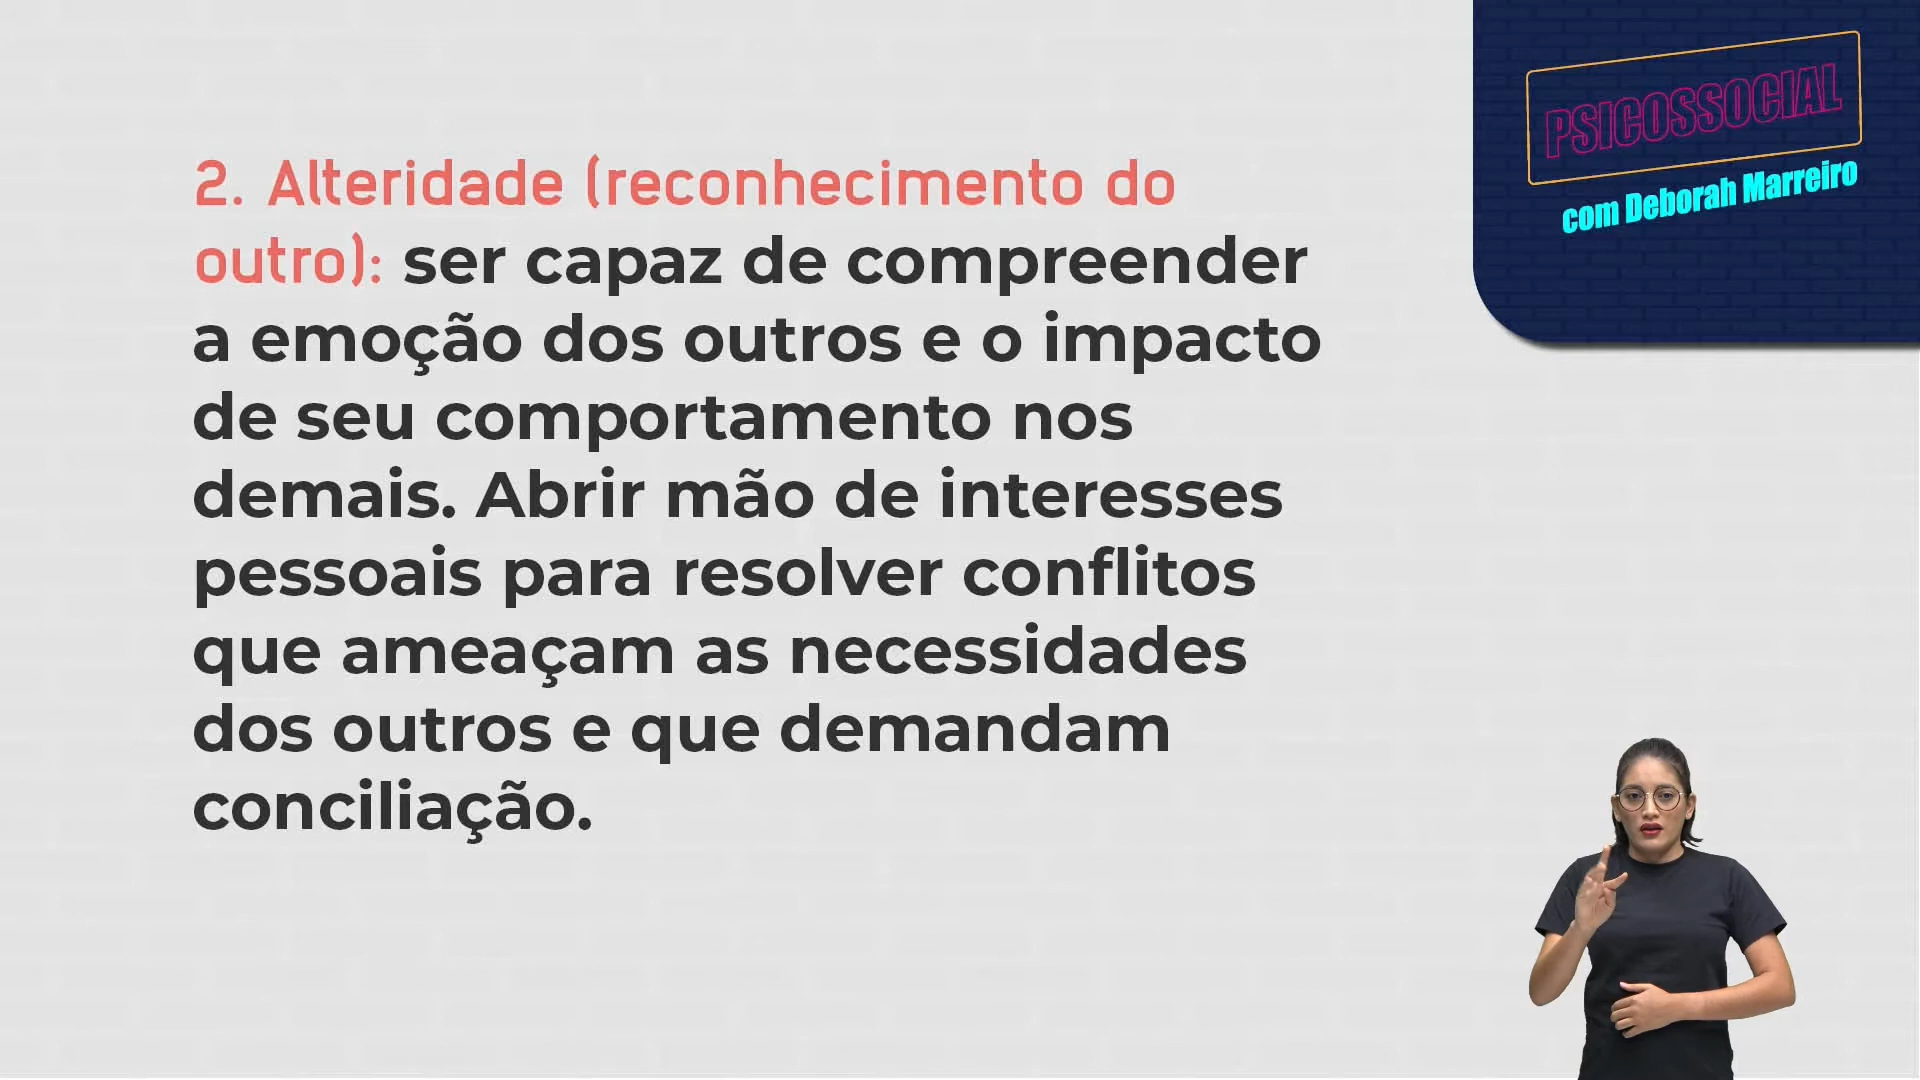 2. Alteridade (reconhecimento do
outro): ser capaz de compreender
a emoção dos outros e o impacto
de seu comportamento nos
demais. Abrir mão de interesses
pessoais para resolver conflitos
que ameaçam as necessidades
dos outros e que demandam
conciliação.
PSICOSSOCIAL
com Deborah Marreiro